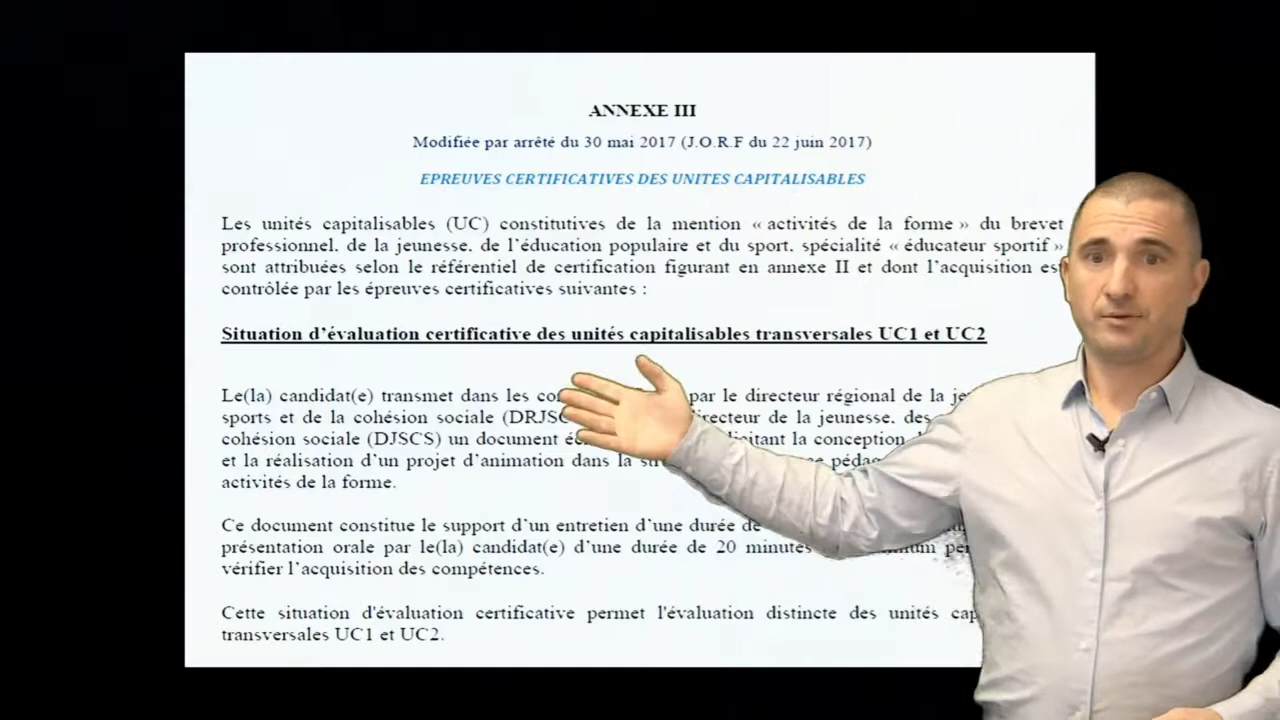 ANNEXE III
Modifiée par arrêté du 30 mai 2017 (J.O.R.F du 22 juin 2017)
EPREUVES CERTIFICATIVES DES UNITES CAPITALISABLES
Les unités capitalisables (UC) constitutives de la mention « activités de la forme » du brevet
professionnel, de la jeunesse, de l’éducation populaire et du sport, spécialité « éducateur sportif »
sont attribuées selon le référentiel de certification figurant en annexe II et dont l’acquisition est
contrôlée par les épreuves certificatives suivantes :
Situation d’évaluation certificative des unités capitalisables transversales UC1 et UC2
Le(la) candidat(e) transmet dans les par le directeur régional de la
sports et de la cohésion sociale directeur de la jeunesse, des
cohésion sociale (DJSCS) un document la conception
et la réalisation d’un projet d’animation dans la
activités de la forme.
Ce document constitue le support d’un entretien d’une durée de
présentation orale par le(la) candidat(e) d’une durée de 20 minutes
vérifier l’acquisition des compétences.
Cette situation d'évaluation certificative permet l'évaluation distincte des unités
transversales UC1 et UC2.